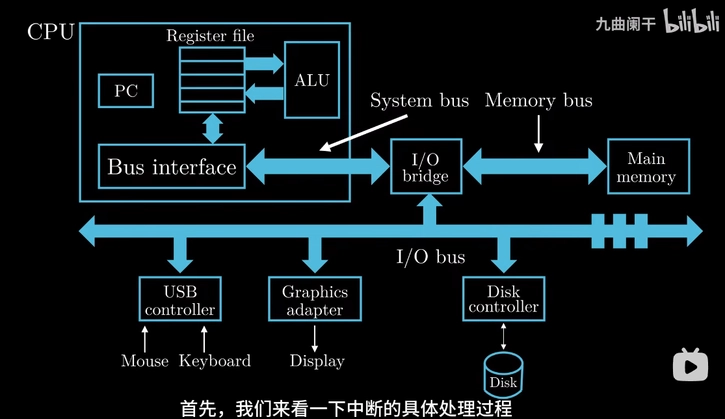 九曲阑干 bilibili
CPU
Register file
PC
ALU
System bus
Memory bus
Bus interface
I/O
bridge
Main
memory
I/O bus
USB
controller
Graphics
adapter
Disk
controller
Mouse
Keyboard
Display
Disk
首先，我们来看一下中断的具体处理过程